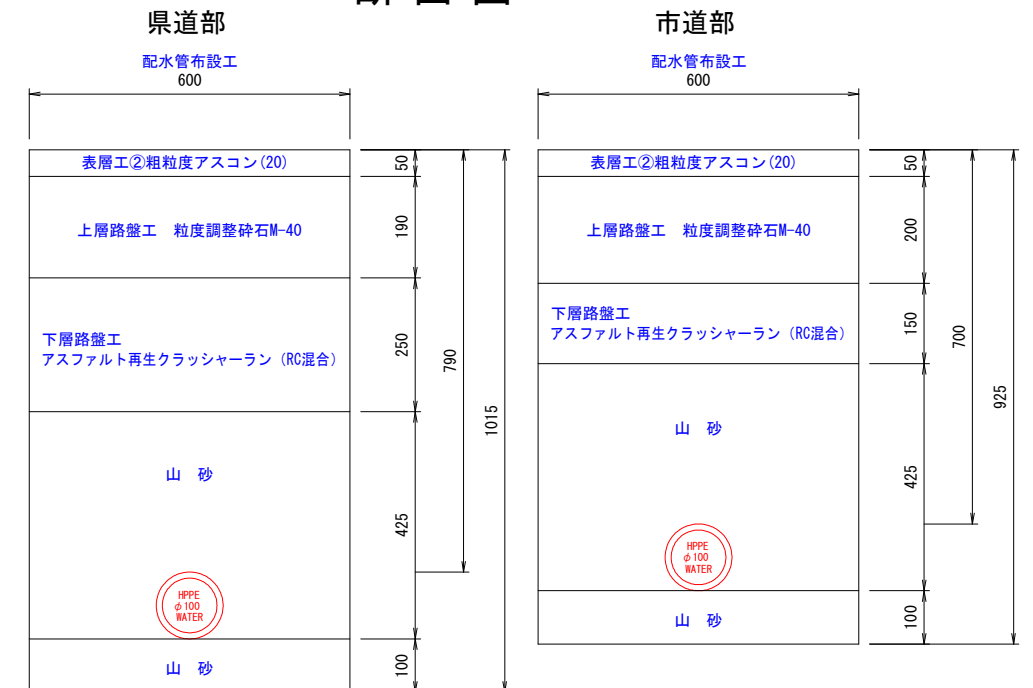 県道部
配水管布設工
600
表層工②粗粒度アスコン(20)
上層路盤工 粒度調整砕石M-40
下層路盤工
アスファルト再生クラッシャーラン (RC混合)
山 砂
HPPE
φ100
WATER
山 砂
50
190
250
425
100
790
1015
市道部
配水管布設工
600
表層工②粗粒度アスコン(20)
上層路盤工 粒度調整砕石M-40
下層路盤工
アスファルト再生クラッシャーラン (RC混合)
山 砂
HPPE
φ100
WATER
山 砂
50
200
150
425
100
700
925